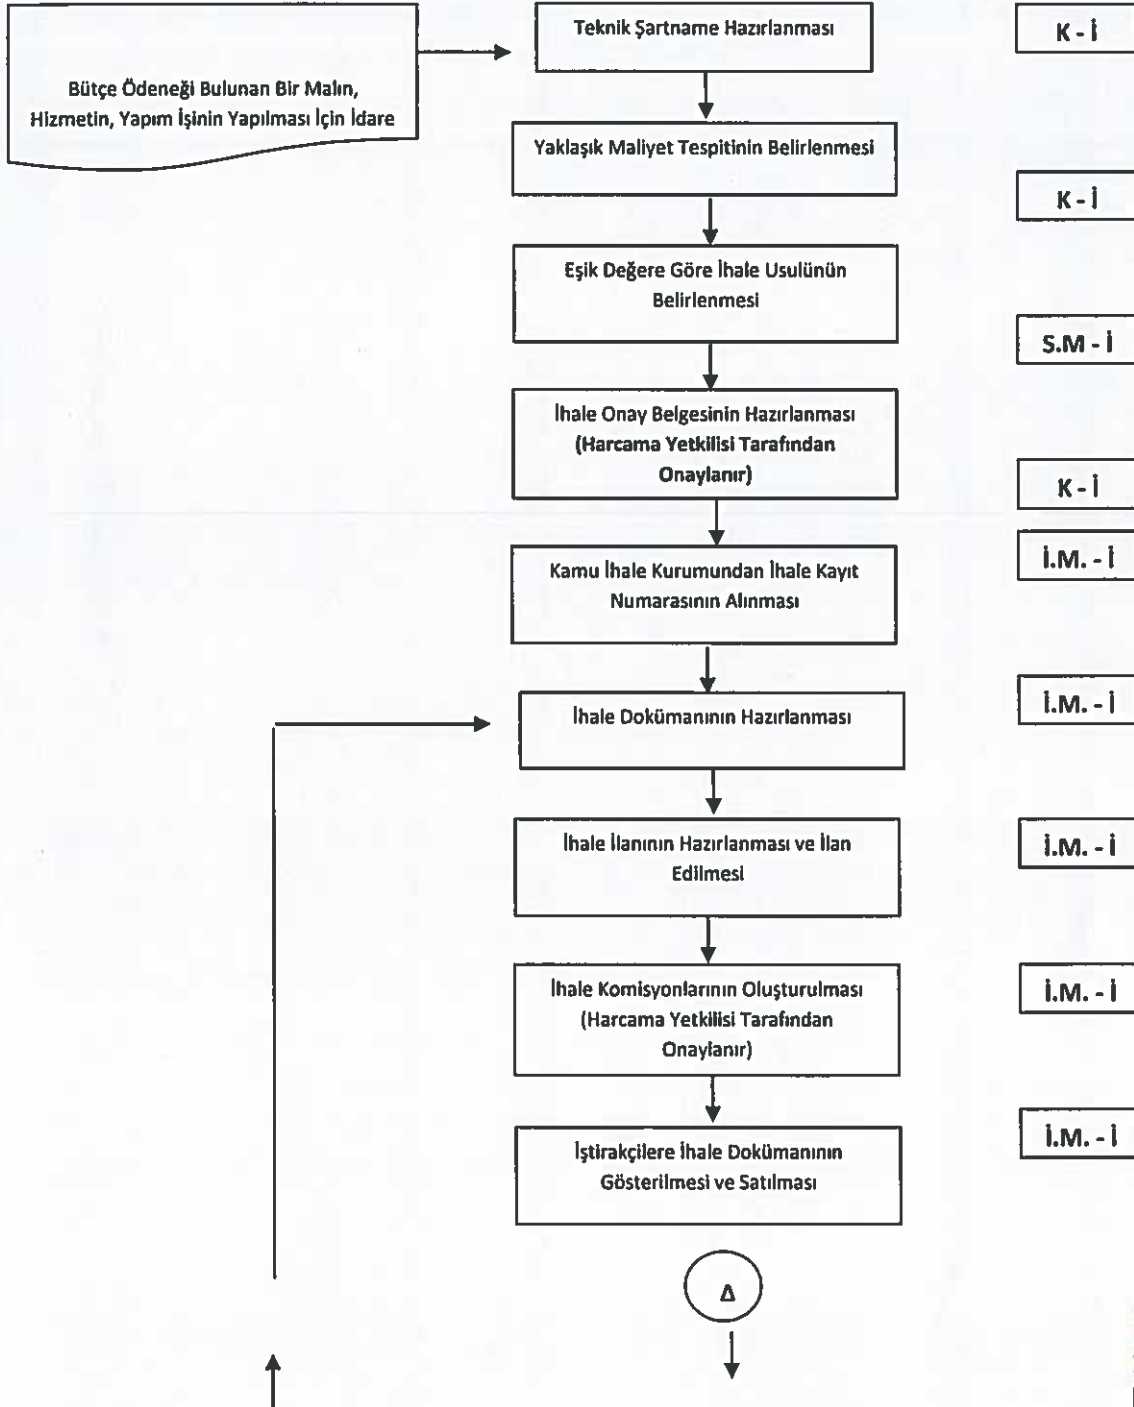 Teknik Şartname Hazırlanması
K - İ
Bütçe Ödeneği Bulunan Bir Malın,
Hizmetin, Yapım İşinin Yapılması İçin İdare
Yaklaşık Maliyet Tespitinin Belirlenmesi
K - İ
Eşik Değere Göre İhale Usulünün
Belirlenmesi
S.M - İ
İhale Onay Belgesinin Hazırlanması
(Harcama Yetkilisi Tarafından
Onaylanır)
K - İ
Kamu İhale Kurumundan İhale Kayıt
Numarasının Alınması
İ.M. - İ
İhale Dokümanının Hazırlanması
İ.M. - İ
İhale İlanının Hazırlanması ve İlan
Edilmesi
İ.M. - İ
İhale Komisyonlarının Oluşturulması
(Harcama Yetkilisi Tarafından
Onaylanır)
İ.M. - İ
İştirakçilere İhale Dokümanının
Gösterilmesi ve Satılması
İ.M. - İ
Δ